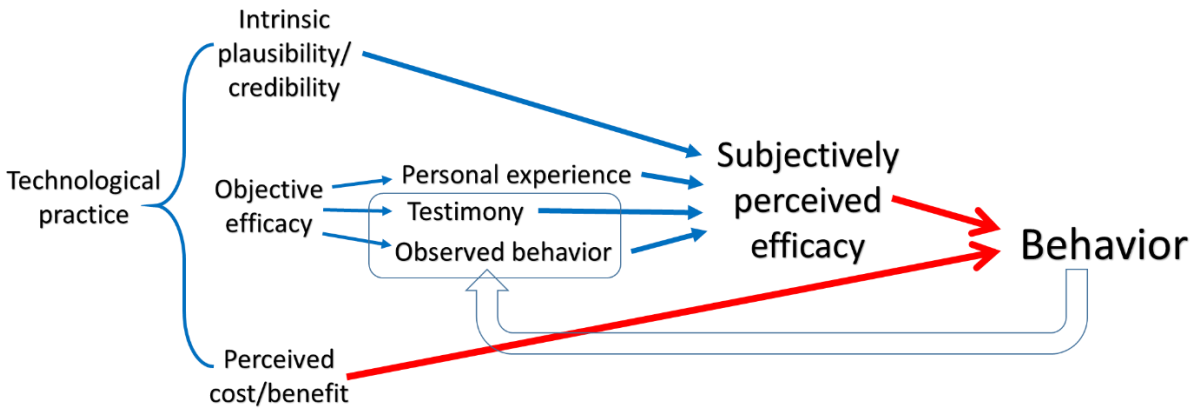 Intrinsic
plausibility/
credibility
Technological
practice
Objective
efficacy
Personal experience
Testimony
Observed behavior
Subjectively
perceived
efficacy
Behavior
Perceived
cost/benefit